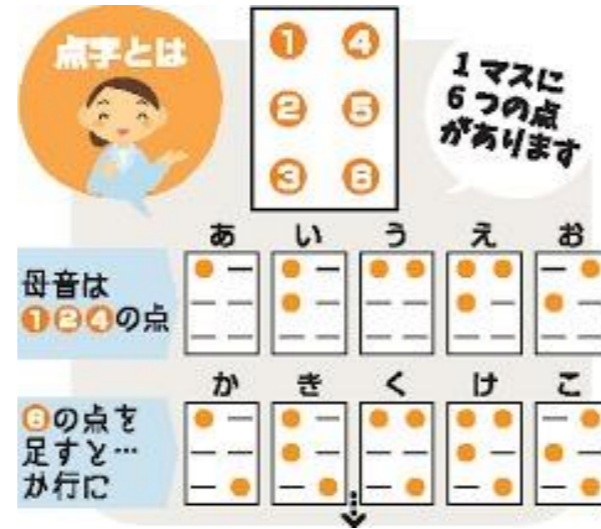 点字とは
1 4
2 5
3 6
1マスに
6つの点
があります
あ い う え お
母音は
124の点
か き く け こ
6の点を
足すと…
か行に